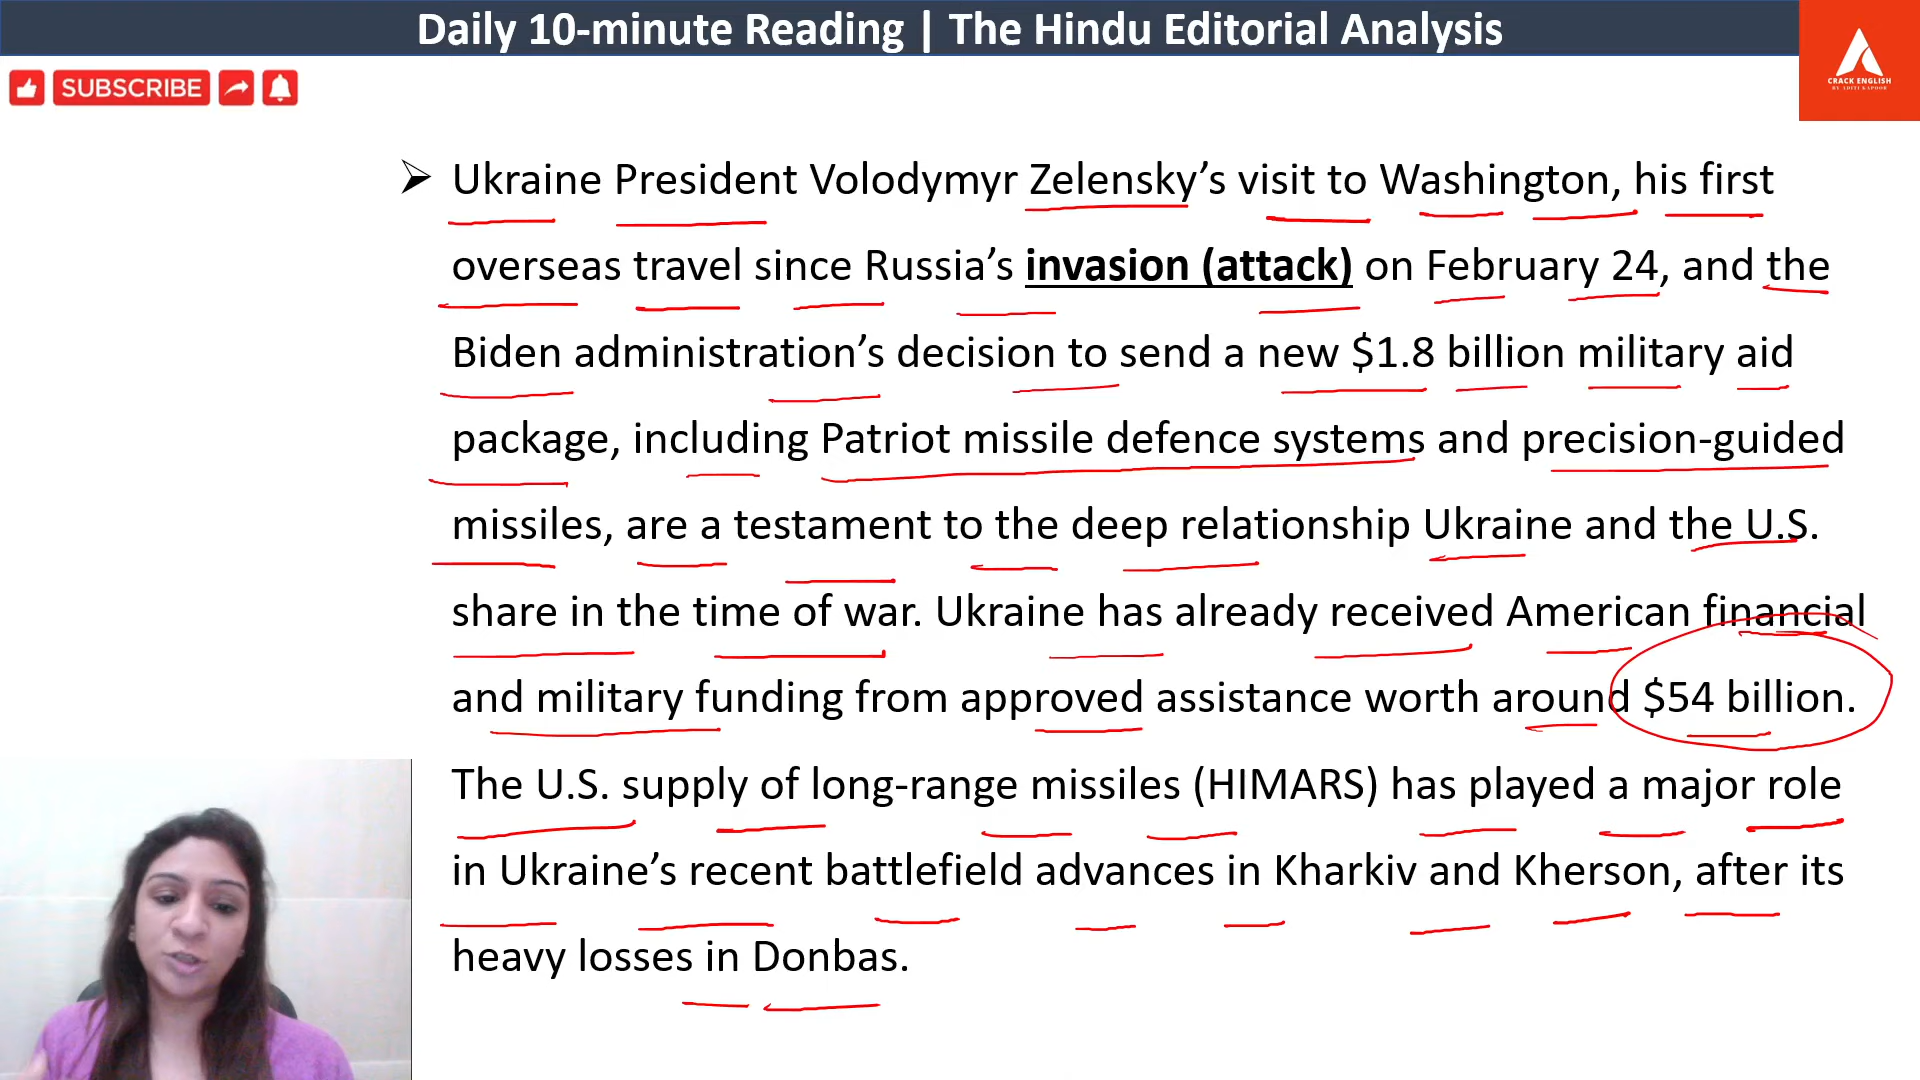 Daily 10-minute Reading | The Hindu Editorial Analysis
SUBSCRIBE
CRACK ENGLISH
BY ADITI KAPOOR
➢ Ukraine President Volodymyr Zelensky’s visit to Washington, his first
overseas travel since Russia’s invasion (attack) on February 24, and the
Biden administration’s decision to send a new $1.8 billion military aid
package, including Patriot missile defence systems and precision-guided
missiles, are a testament to the deep relationship Ukraine and the U.S.
share in the time of war. Ukraine has already received American financial
and military funding from approved assistance worth around $54 billion.
The U.S. supply of long-range missiles (HIMARS) has played a major role
in Ukraine’s recent battlefield advances in Kharkiv and Kherson, after its
heavy losses in Donbas.